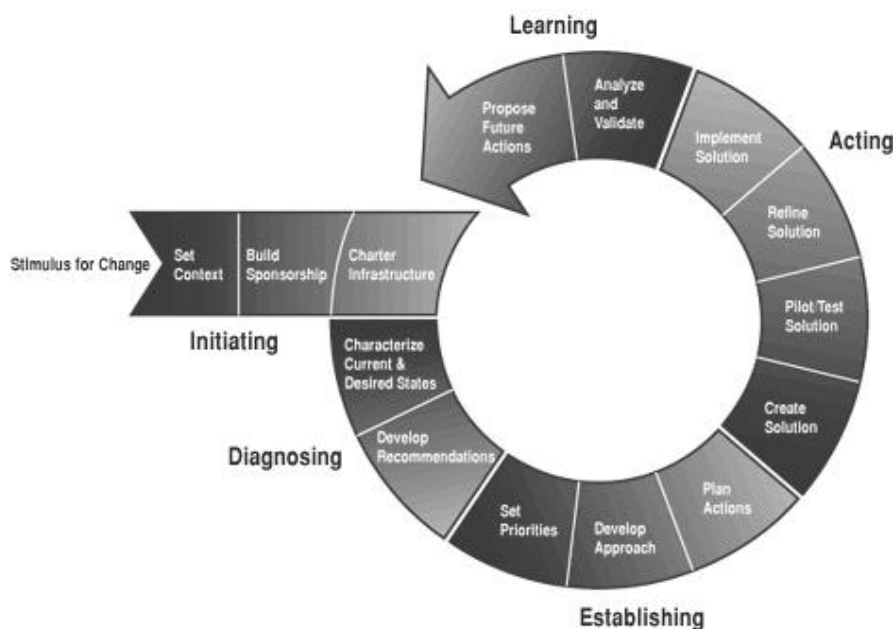 Learning
Propose
Future
Actions
Analyze
and
Validate
Implement
Solution
Acting
Refine
Solution
Pilot/Test
Solution
Create
Solution
Stimulus for Change
Set
Context
Build
Sponsorship
Charter
Infrastructure
Initiating
Characterize
Current &
Desired States
Diagnosing
Develop
Recommendations
Set
Priorities
Develop
Approach
Plan
Actions
Establishing